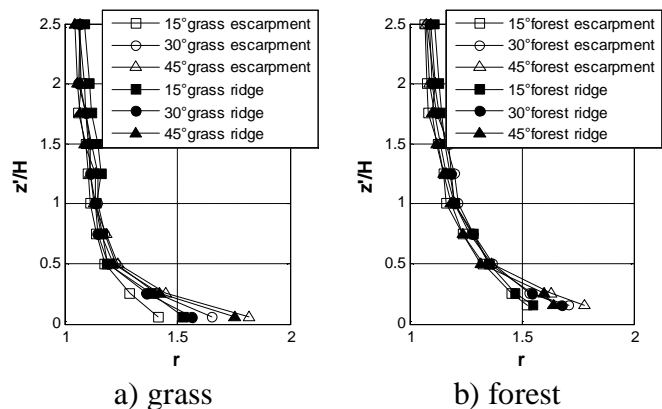 2.5
2
1.5
1
0.5
0
1
1.5
2
z'/H
r
15°grass escarpment
30°grass escarpment
45°grass escarpment
15°grass ridge
30°grass ridge
45°grass ridge
a) grass
2.5
2
1.5
1
0.5
0
1
1.5
2
z'/H
r
15°forest escarpment
30°forest escarpment
45°forest escarpment
15°forest ridge
30°forest ridge
45°forest ridge
b) forest